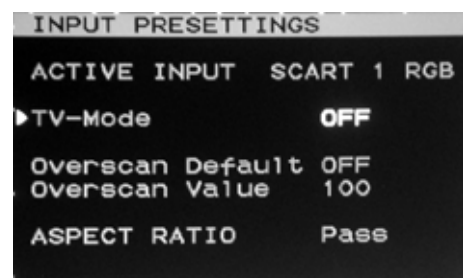 INPUT PRESETTINGS
ACTIVE INPUT SCART 1 RGB
TV-Mode OFF
Overscan Default OFF
Overscan Value 100
ASPECT RATIO Pass